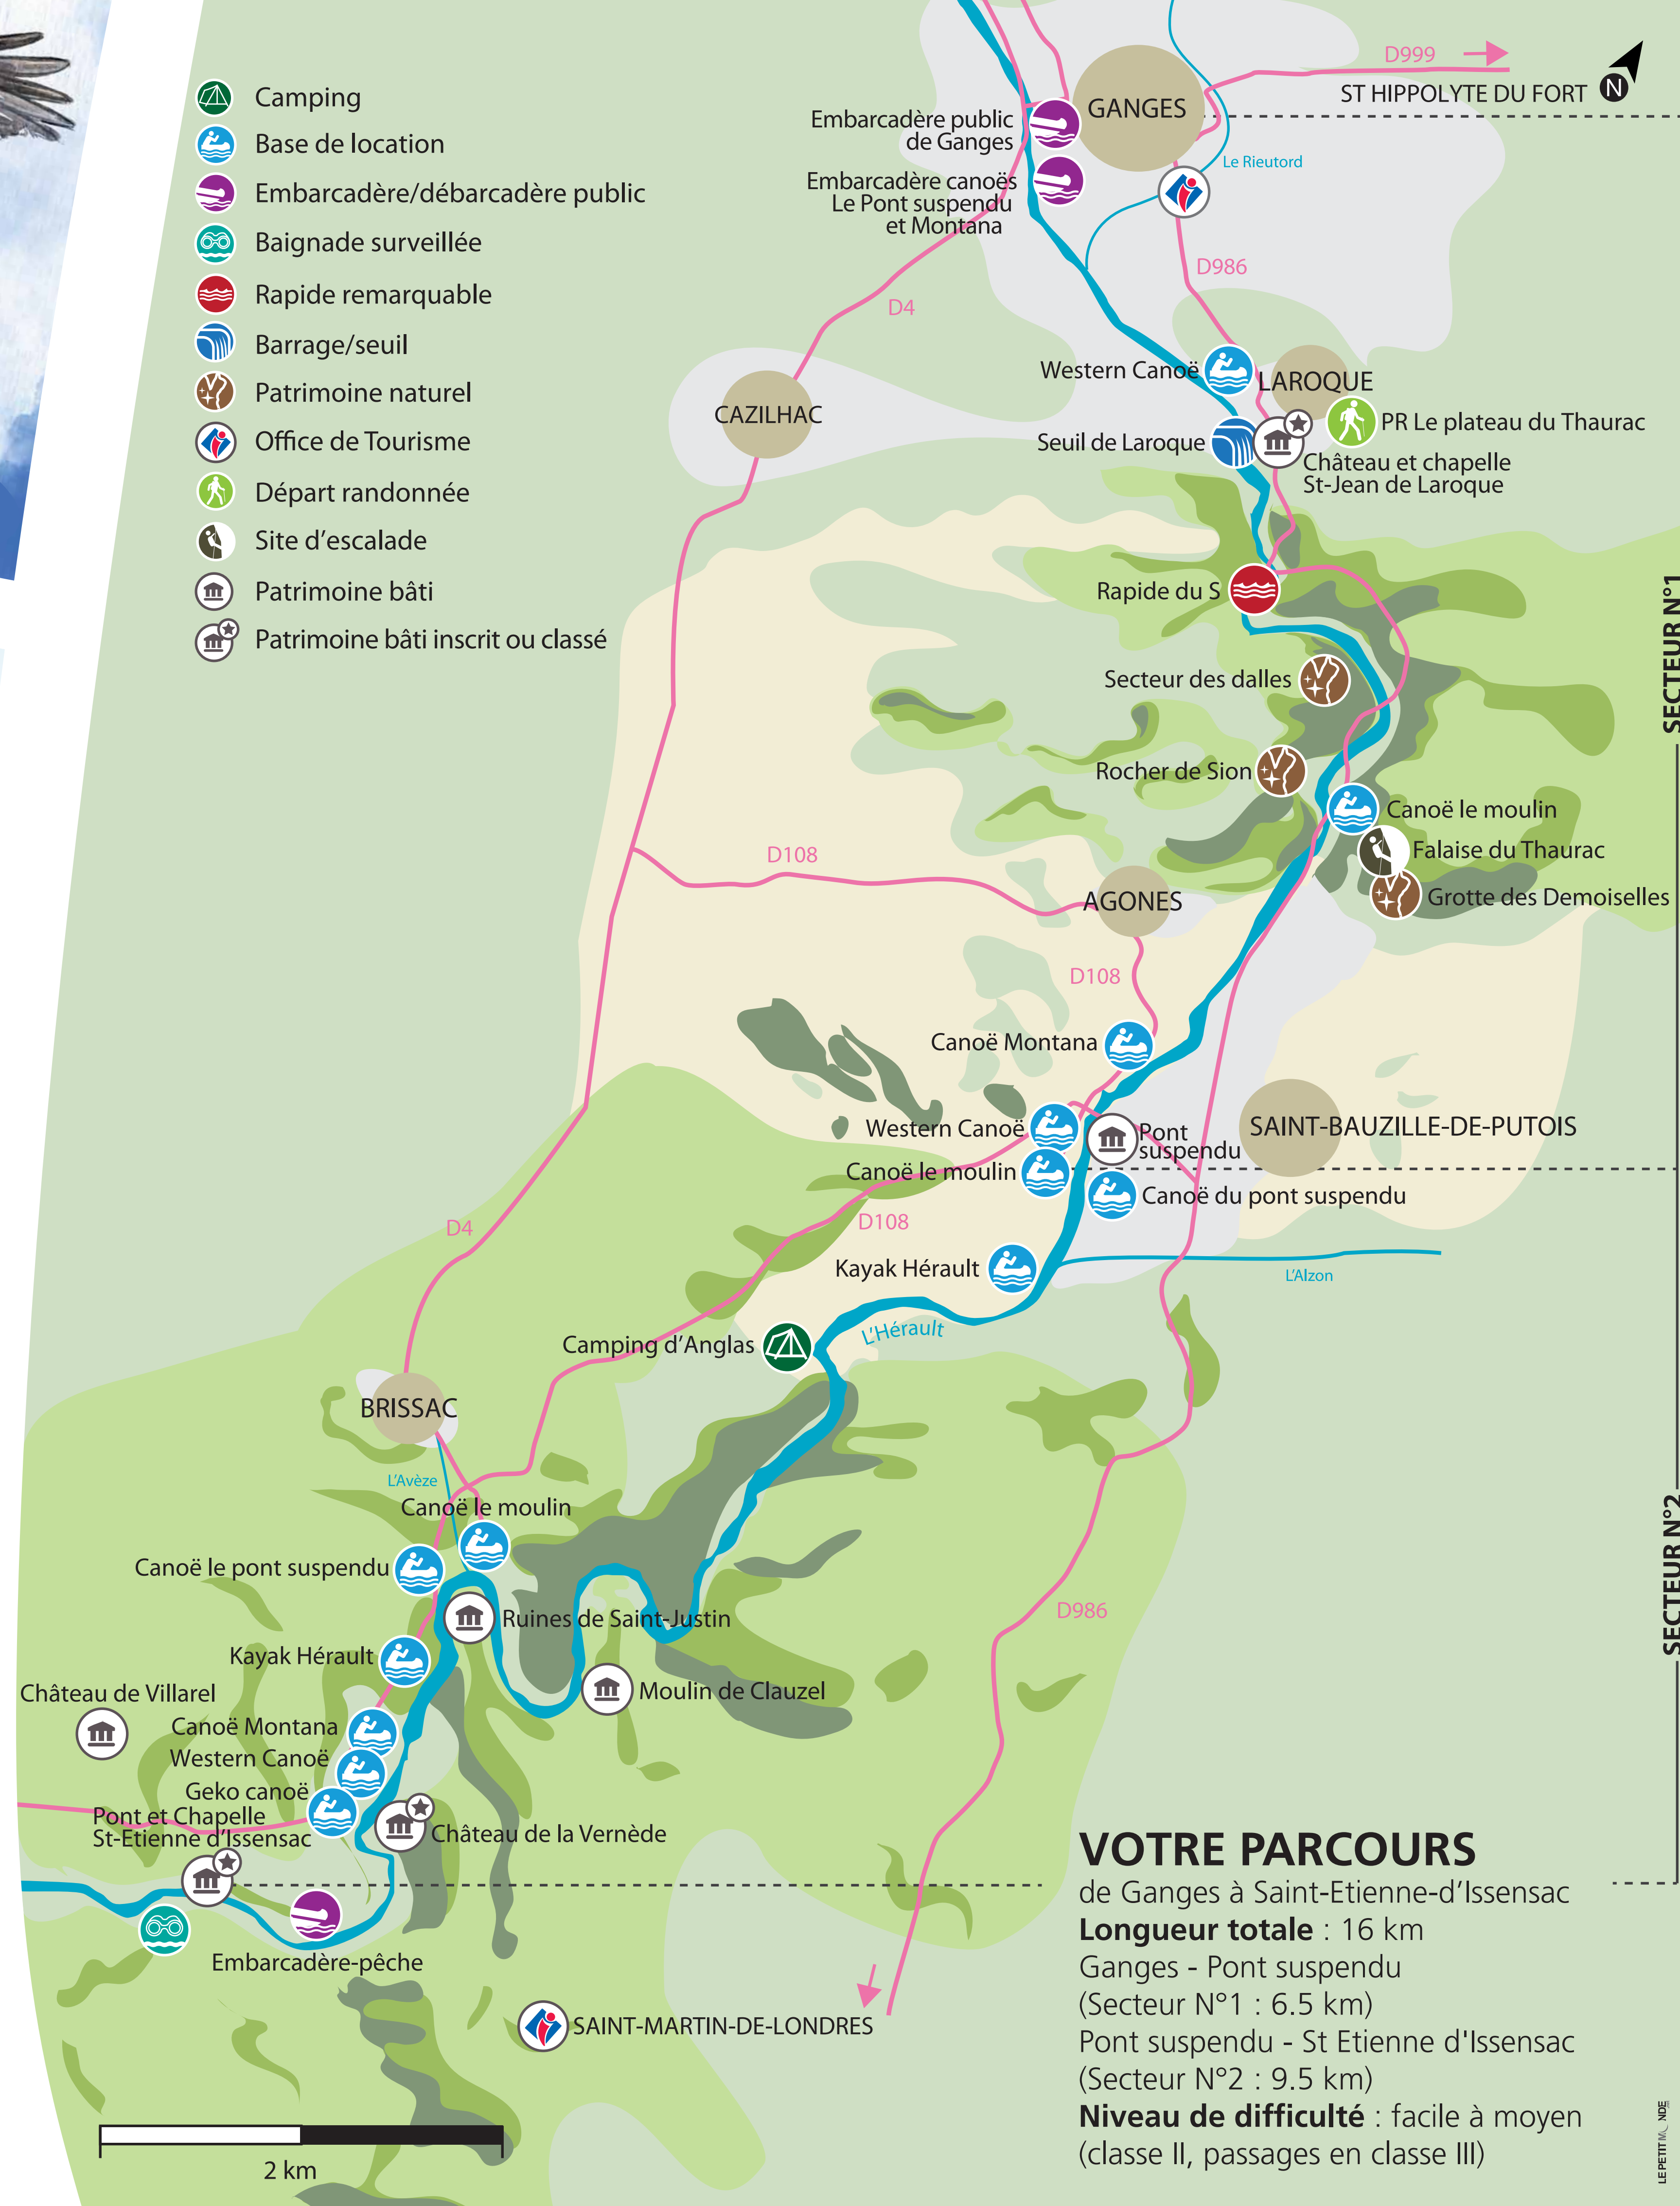 Camping
Base de location
Embarcadère/débarcadère public
Baignade surveillée
Rapide remarquable
Barrage/seuil
Patrimoine naturel
Office de Tourisme
Départ randonnée
Site d'escalade
Patrimoine bâti
Patrimoine bâti inscrit ou classé
D999
ST HIPPOLYTE DU FORT
N
GANGES
Embarcadère public
de Ganges
Le Rieutord
Embarcadère canoës
Le Pont suspendu
et Montana
D986
D4
Western Canoë
LAROQUE
CAZILHAC
PR Le plateau du Thaurac
Seuil de Laroque
Château et chapelle
St-Jean de Laroque
Rapide du S
SECTEUR N°1
Secteur des dalles
Rocher de Sion
Canoë le moulin
Falaise du Thaurac
D108
Grotte des Demoiselles
AGONES
D108
Canoë Montana
Western Canoë
Pont
suspendu
SAINT-BAUZILLE-DE-PUTOIS
Canoë le moulin
Canoë du pont suspendu
D108
D4
Kayak Hérault
L'Alzon
L'Hérault
Camping d'Anglas
BRISSAC
L'Avèze
Canoë le moulin
SECTEUR N°2
Canoë le pont suspendu
D986
Ruines de Saint-Justin
Kayak Hérault
Moulin de Clauzel
Château de Villarel
Canoë Montana
Western Canoë
Geko canoë
Pont et Chapelle
St-Etienne d'Issensac
Château de la Vernède
Embarcadère-pêche
SAINT-MARTIN-DE-LONDRES
2 km
VOTRE PARCOURS
de Ganges à Saint-Etienne-d'Issensac
Longueur totale : 16 km
Ganges - Pont suspendu
(Secteur N°1 : 6.5 km)
Pont suspendu - St Etienne d'Issensac
(Secteur N°2 : 9.5 km)
Niveau de difficulté : facile à moyen
(classe II, passages en classe III)
LE PETIT